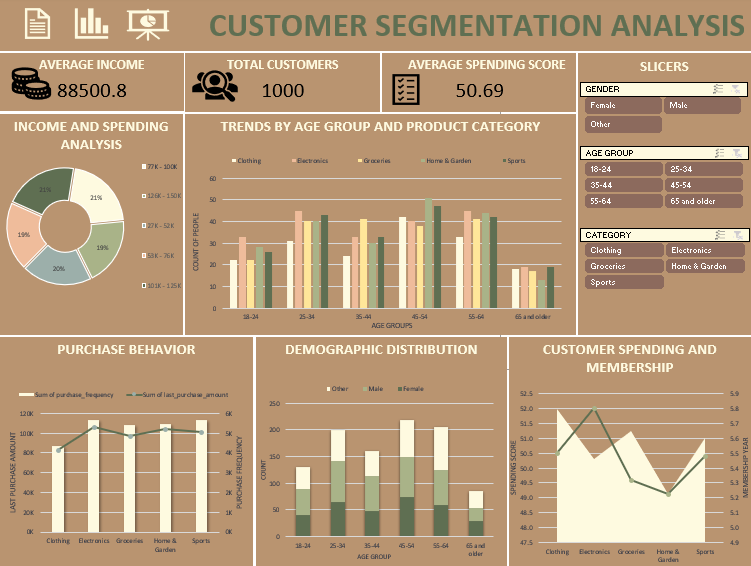 CUSTOMER SEGMENTATION ANALYSIS
AVERAGE INCOME
88500.8
TOTAL CUSTOMERS
1000
AVERAGE SPENDING SCORE
50.69
SLICERS
GENDER
Female
Male
Other
AGE GROUP
18-24
25-34
35-44
45-54
55-64
65 and older
CATEGORY
Clothing
Electronics
Groceries
Home & Garden
Sports
INCOME AND SPENDING
ANALYSIS
21%
21%
19%
19%
20%
77K - 100K
126K - 150K
27K - 52K
101K - 125K
TRENDS BY AGE GROUP AND PRODUCT CATEGORY
Clothing
Electronics
Groceries
Home & Garden
Sports
COUNT OF PEOPLE
60
50
40
30
20
10
0
18-24
25-34
35-44
45-54
55-64
65 and older
AGE GROUPS
PURCHASE BEHAVIOR
Sum of purchase_frequency
Sum of last_purchase_amount
LAST PURCHASE AMOUNT
120K
100K
80K
60K
40K
20K
0K
6K
5K
4K
3K
2K
1K
0K
PURCHASE FREQUENCY
Clothing
Electronics
Groceries
Home &
Garden
Sports
DEMOGRAPHIC DISTRIBUTION
Other
Male
Female
COUNT
250
200
150
100
50
0
18-24
25-34
35-44
45-54
55-64
65 and
older
AGE GROUP
CUSTOMER SPENDING AND
MEMBERSHIP
SPENDING SCORE
52.5
52.0
51.5
51.0
50.5
50.0
49.5
49.0
48.5
48.0
47.5
5.9
5.8
5.7
5.6
5.5
5.4
5.3
5.2
5.1
5.0
4.9
MEMBERSHIP YEAR
Clothing
Electronics
Groceries
Home &
Garden
Sports